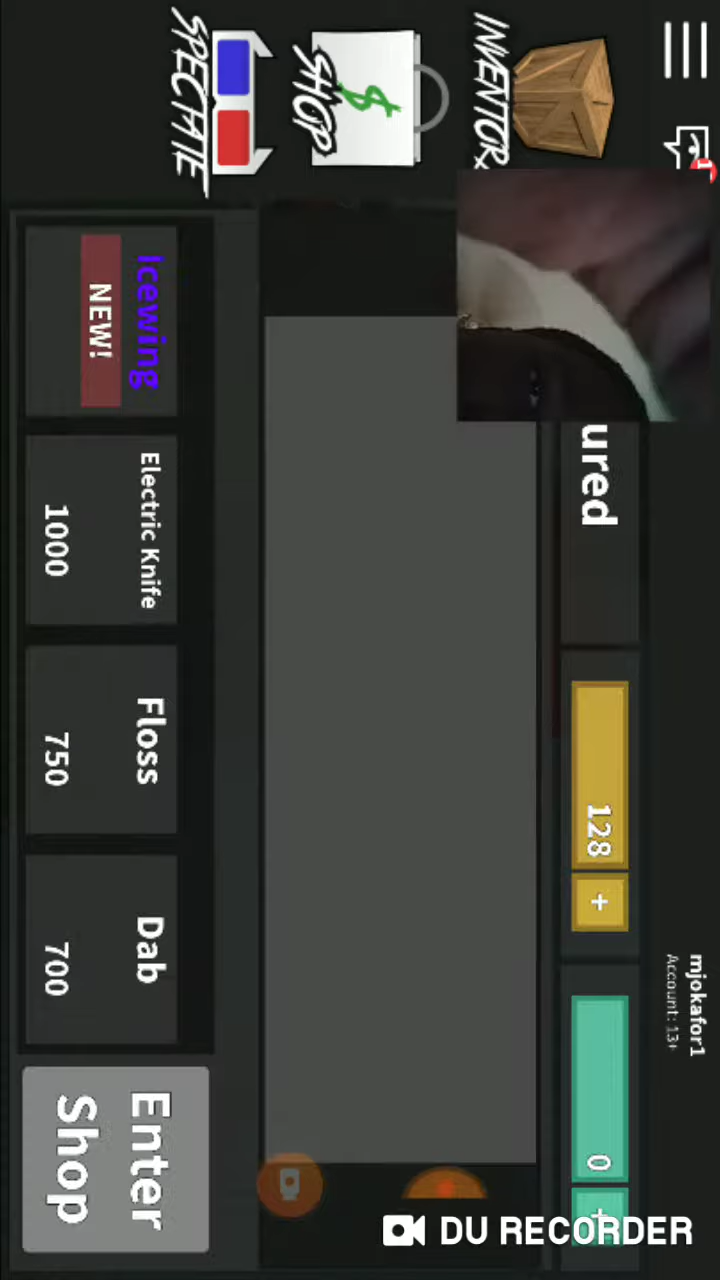 1
INVENTORY
SHOP
SPECTATE
mjokafor1
Account: 13+
ured
128
+
0
+
Icewing
NEW!
Electric Knife
1000
Floss
750
Dab
700
Enter
Shop
DU RECORDER